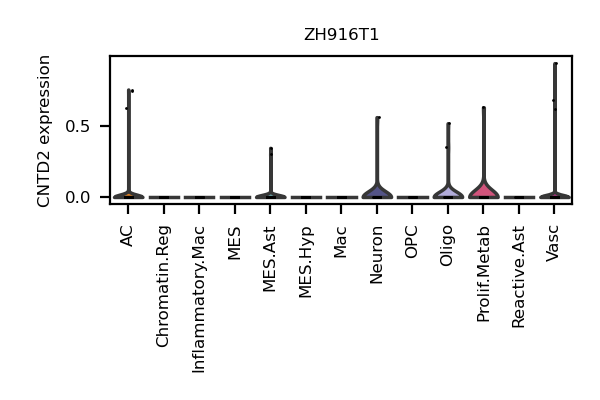 ZH916T1
CNTD2 expression
0.5
0.0
AC
Chromatin.Reg
Inflammatory.Mac
MES
MES.Ast
MES.Hyp
Mac
Neuron
OPC
Oligo
Prolif.Metab
Reactive.Ast
Vasc